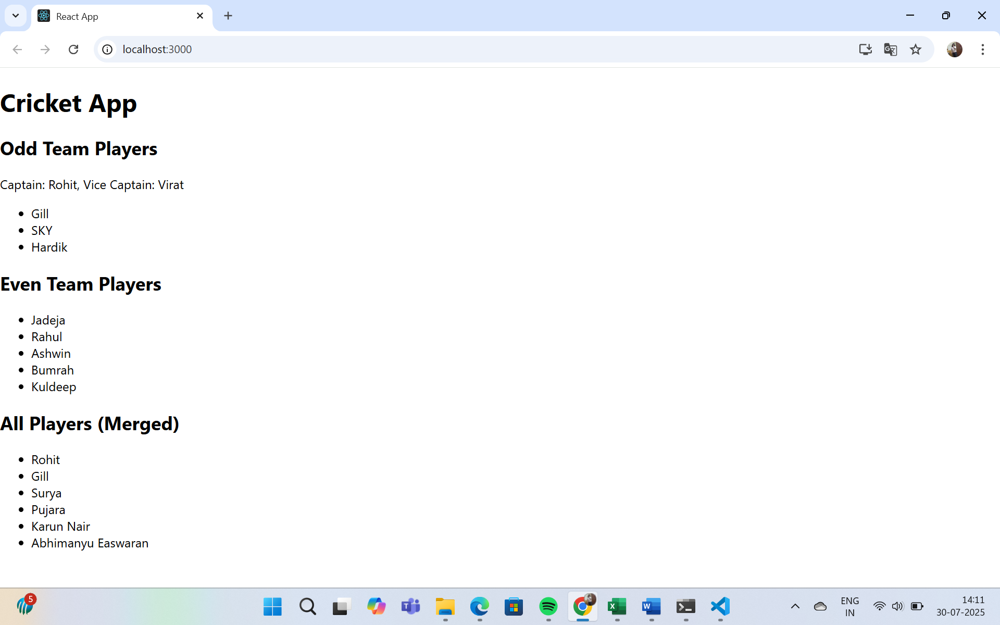 React App
localhost:3000
Cricket App
Odd Team Players
Captain: Rohit, Vice Captain: Virat
Gill
SKY
Hardik
Even Team Players
Jadeja
Rahul
Ashwin
Bumrah
Kuldeep
All Players (Merged)
Rohit
Gill
Surya
Pujara
Karun Nair
Abhimanyu Easwaran
5
ENG
IN
14:11
30-07-2025